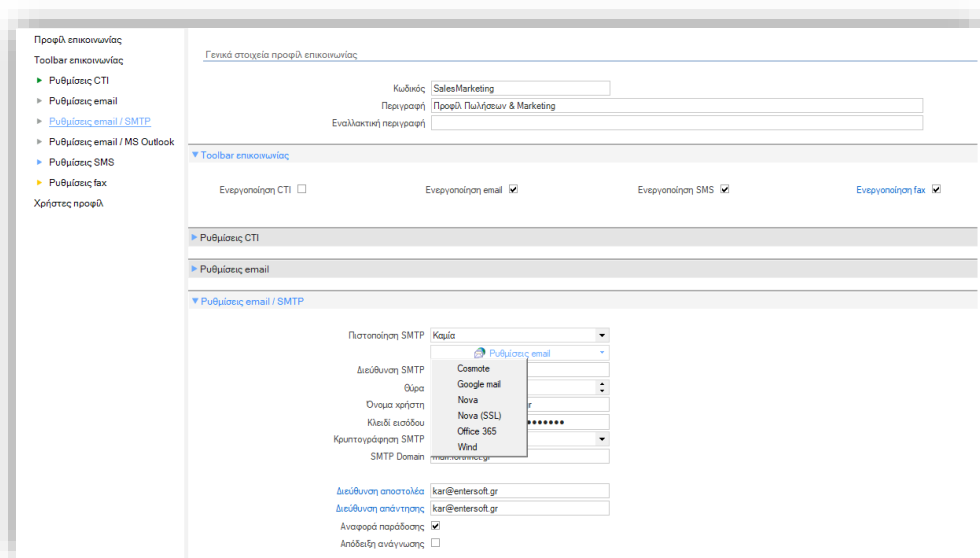 Προφίλ επικοινωνίας
Toolbar επικοινωνίας
Ρυθμίσεις CTI
Ρυθμίσεις email
Ρυθμίσεις email / SMTP
Ρυθμίσεις email / MS Outlook
Ρυθμίσεις SMS
Ρυθμίσεις fax
Χρήστες προφίλ
Γενικά στοιχεία προφίλ επικοινωνίας
Κωδικός SalesMarketing
Περιγραφή Προφίλ Πωλήσεων & Marketing
Εναλλακτική περιγραφή
Toolbar επικοινωνίας
Ενεργοποίηση CTI Ενεργοποίηση email Ενεργοποίηση SMS Ενεργοποίηση fax
Ρυθμίσεις CTI
Ρυθμίσεις email
Ρυθμίσεις email / SMTP
Πιστοποίηση SMTP Καμία
Ρυθμίσεις email
Διεύθυνση SMTP
Θύρα
Όνομα χρήστη
Κλειδί εισόδου
Κρυπτογράφηση SMTP
SMTP Domain
Cosmote
Google mail
Nova
Nova (SSL)
Office 365
Wind
Διεύθυνση αποστολέα kar@entersoft.gr
Διεύθυνση απάντησης kar@entersoft.gr
Αναφορά παράδοσης
Απόδειξη ανάγνωσης